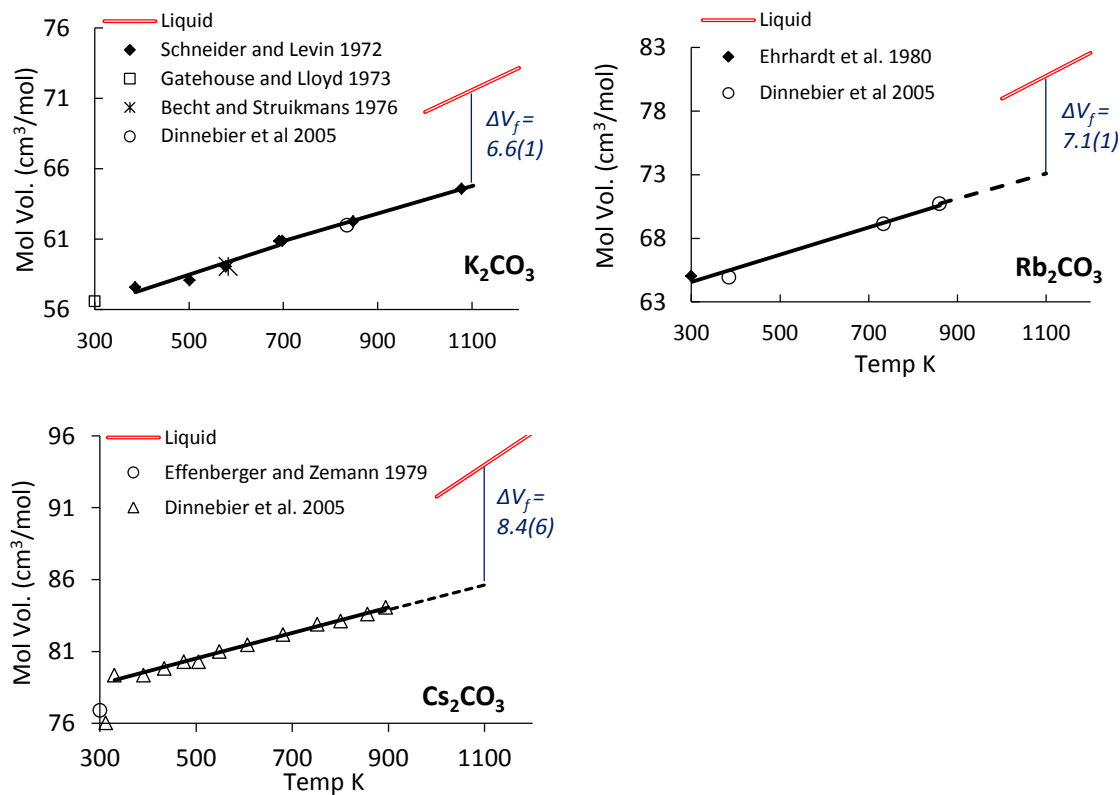 76
71
66
61
56
Mol Vol. (cm³/mol)
Liquid
Schneider and Levin 1972
Gatehouse and Lloyd 1973
Becht and Struikmans 1976
Dinnebier et al 2005
ΔVf =
6.6(1)
K₂CO₃
300
500
700
900
1100
83
78
73
68
63
Mol Vol. (cm³/mol)
Liquid
Ehrhardt et al. 1980
Dinnebier et al 2005
ΔVf =
7.1(1)
Rb₂CO₃
300
500
700
900
1100
Temp K
96
91
86
81
76
Mol Vol. (cm³/mol)
Liquid
Effenberger and Zemann 1979
Dinnebier et al. 2005
ΔVf =
8.4(6)
Cs₂CO₃
300
500
700
900
1100
Temp K